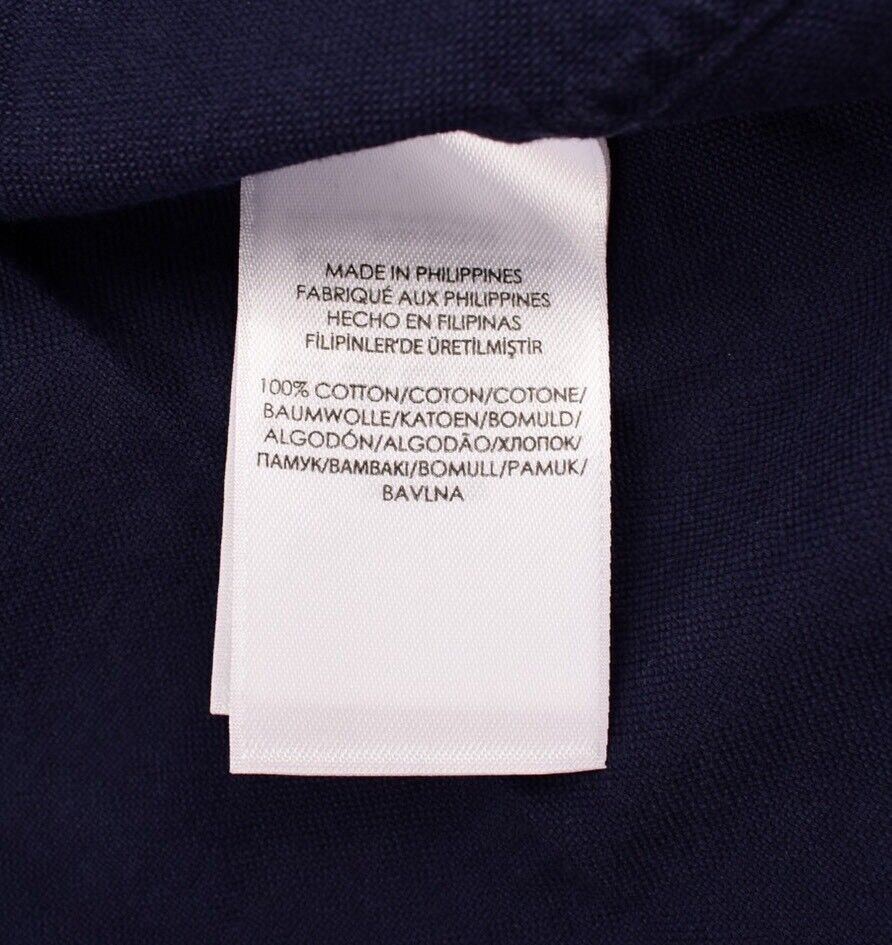 MADE IN PHILIPPINES
FABRIQUÉ AUX PHILIPPINES
HECHO EN FILIPINAS
FİLİPİNLER'DE ÜRETİLMİŞTİR
100% COTTON/COTON/COTONE/
BAUMWOLLE/KATOEN/BOMULD/
ALGODÓN/ALGODÃO/ХЛОПОК/
ПАМУК/ΒΑΜΒΑΚΙ/BOMULL/PAMUK/
BAVLNA